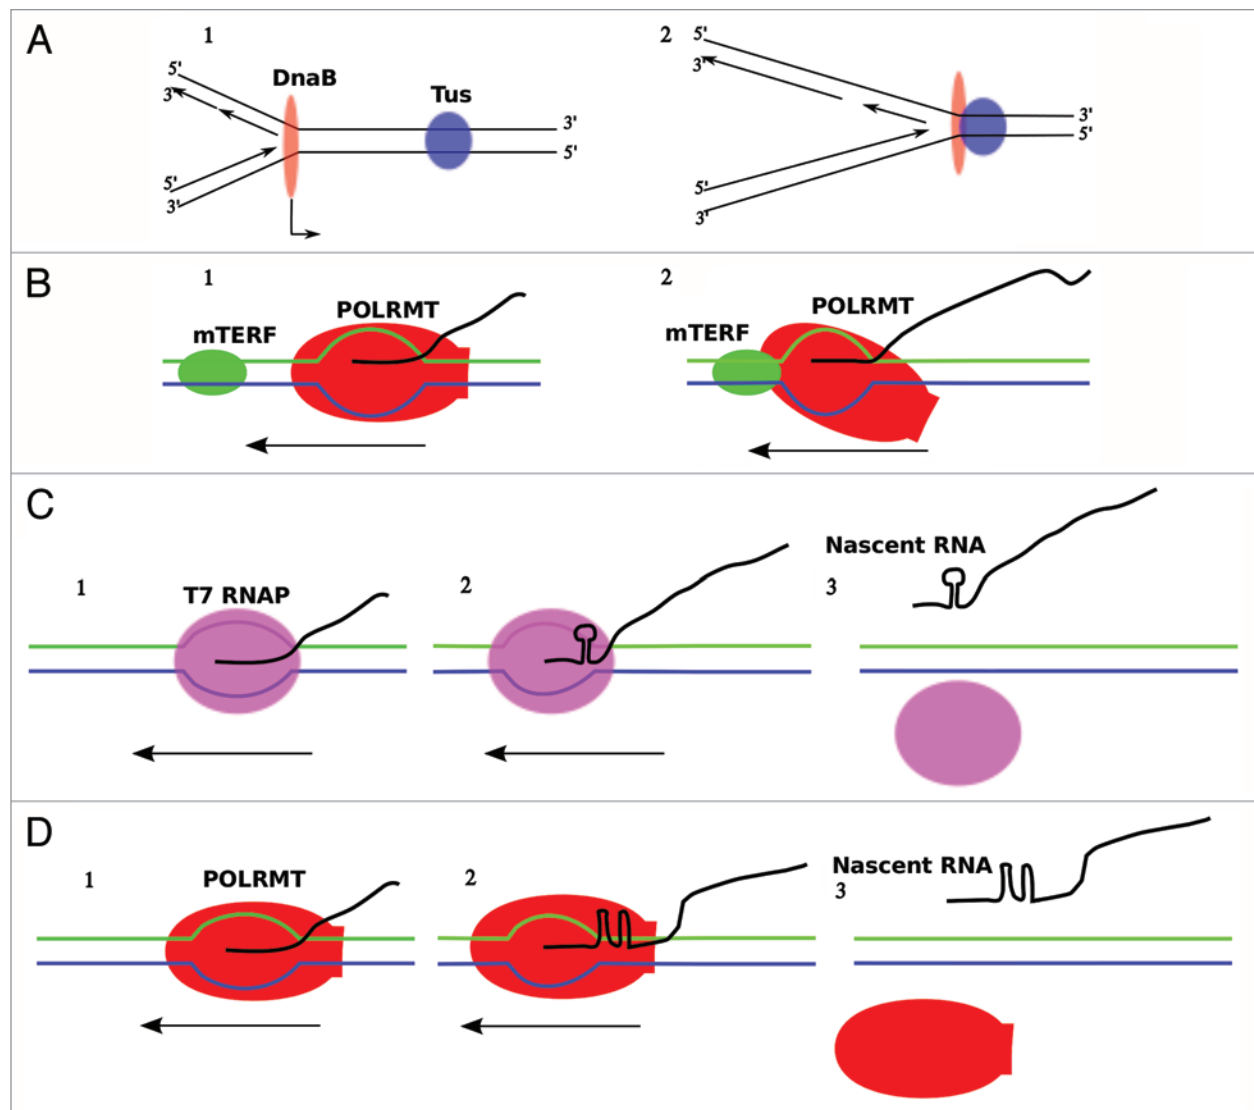 A
1
2
5'
3'
DnaB
Tus
3'
5'
5'
3'
5'
3'
3'
5'
5'
3'
B
1
2
mTERF
POLRMT
mTERF
POLRMT
C
1
T7 RNAP
2
Nascent RNA
3
D
1
POLRMT
2
Nascent RNA
3